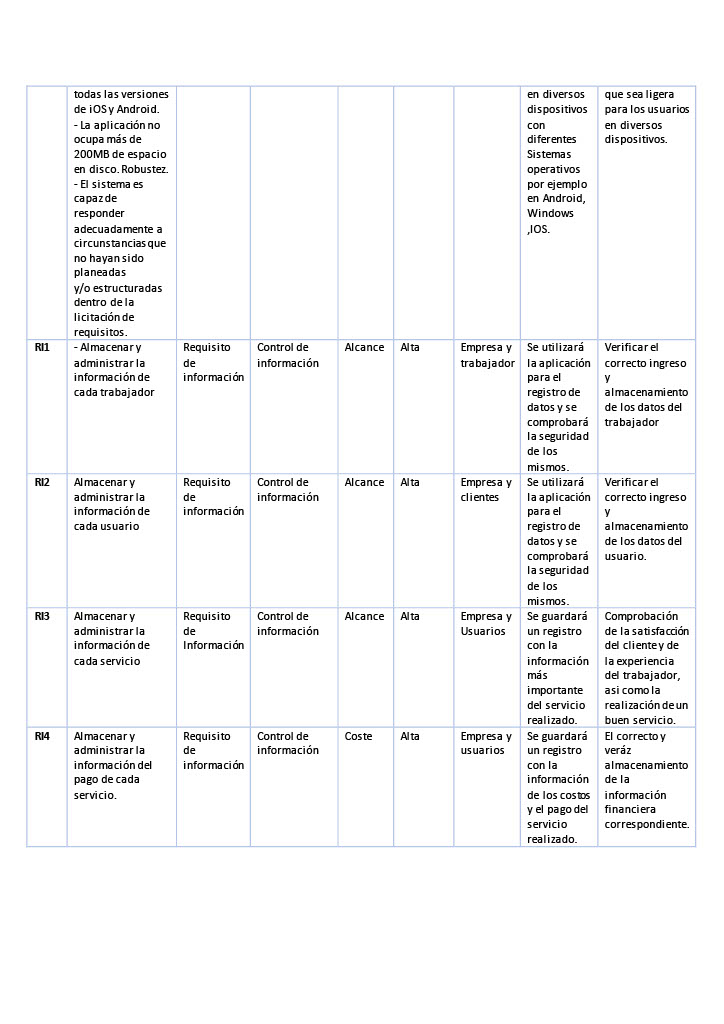 todas las versiones
de iOS y Android.
- La aplicación no
ocupa más de
200MB de espacio
en disco. Robustez.
- El sistema es
capaz de
responder
adecuadamente a
circunstancias que
no hayan sido
planeadas
y/o estructuradas
dentro de la
licitación de
requisitos.
en diversos
dispositivos
con
diferentes
Sistemas
operativos
por ejemplo
en Android,
Windows
,IOS.
que sea ligera
para los usuarios
en diversos
dispositivos.
RI1
- Almacenar y
administrar la
información de
cada trabajador
Requisito
de
información
Control de
información
Alcance
Alta
Empresa y
trabajador
Se utilizará
la aplicación
para el
registro de
datos y se
comprobará
la seguridad
de los
mismos.
Verificar el
correcto ingreso
y
almacenamiento
de los datos del
trabajador
RI2
Almacenar y
administrar la
información de
cada usuario
Requisito
de
información
Control de
información
Alcance
Alta
Empresa y
clientes
Se utilizará
la aplicación
para el
registro de
datos y se
comprobará
la seguridad
de los
mismos.
Verificar el
correcto ingreso
y
almacenamiento
de los datos del
usuario.
RI3
Almacenar y
administrar la
información de
cada servicio
Requisito
de
Información
Control de
información
Alcance
Alta
Empresa y
Usuarios
Se guardará
un registro
con la
información
más
importante
del servicio
realizado.
Comprobación
de la satisfacción
del cliente y de
la experiencia
del trabajador,
asi como la
realización de un
buen servicio.
RI4
Almacenar y
administrar la
información del
pago de cada
servicio.
Requisito
de
información
Control de
información
Coste
Alta
Empresa y
usuarios
Se guardará
un registro
con la
información
de los costos
y el pago del
servicio
realizado.
El correcto y
veráz
almacenamiento
de la
información
financiera
correspondiente.